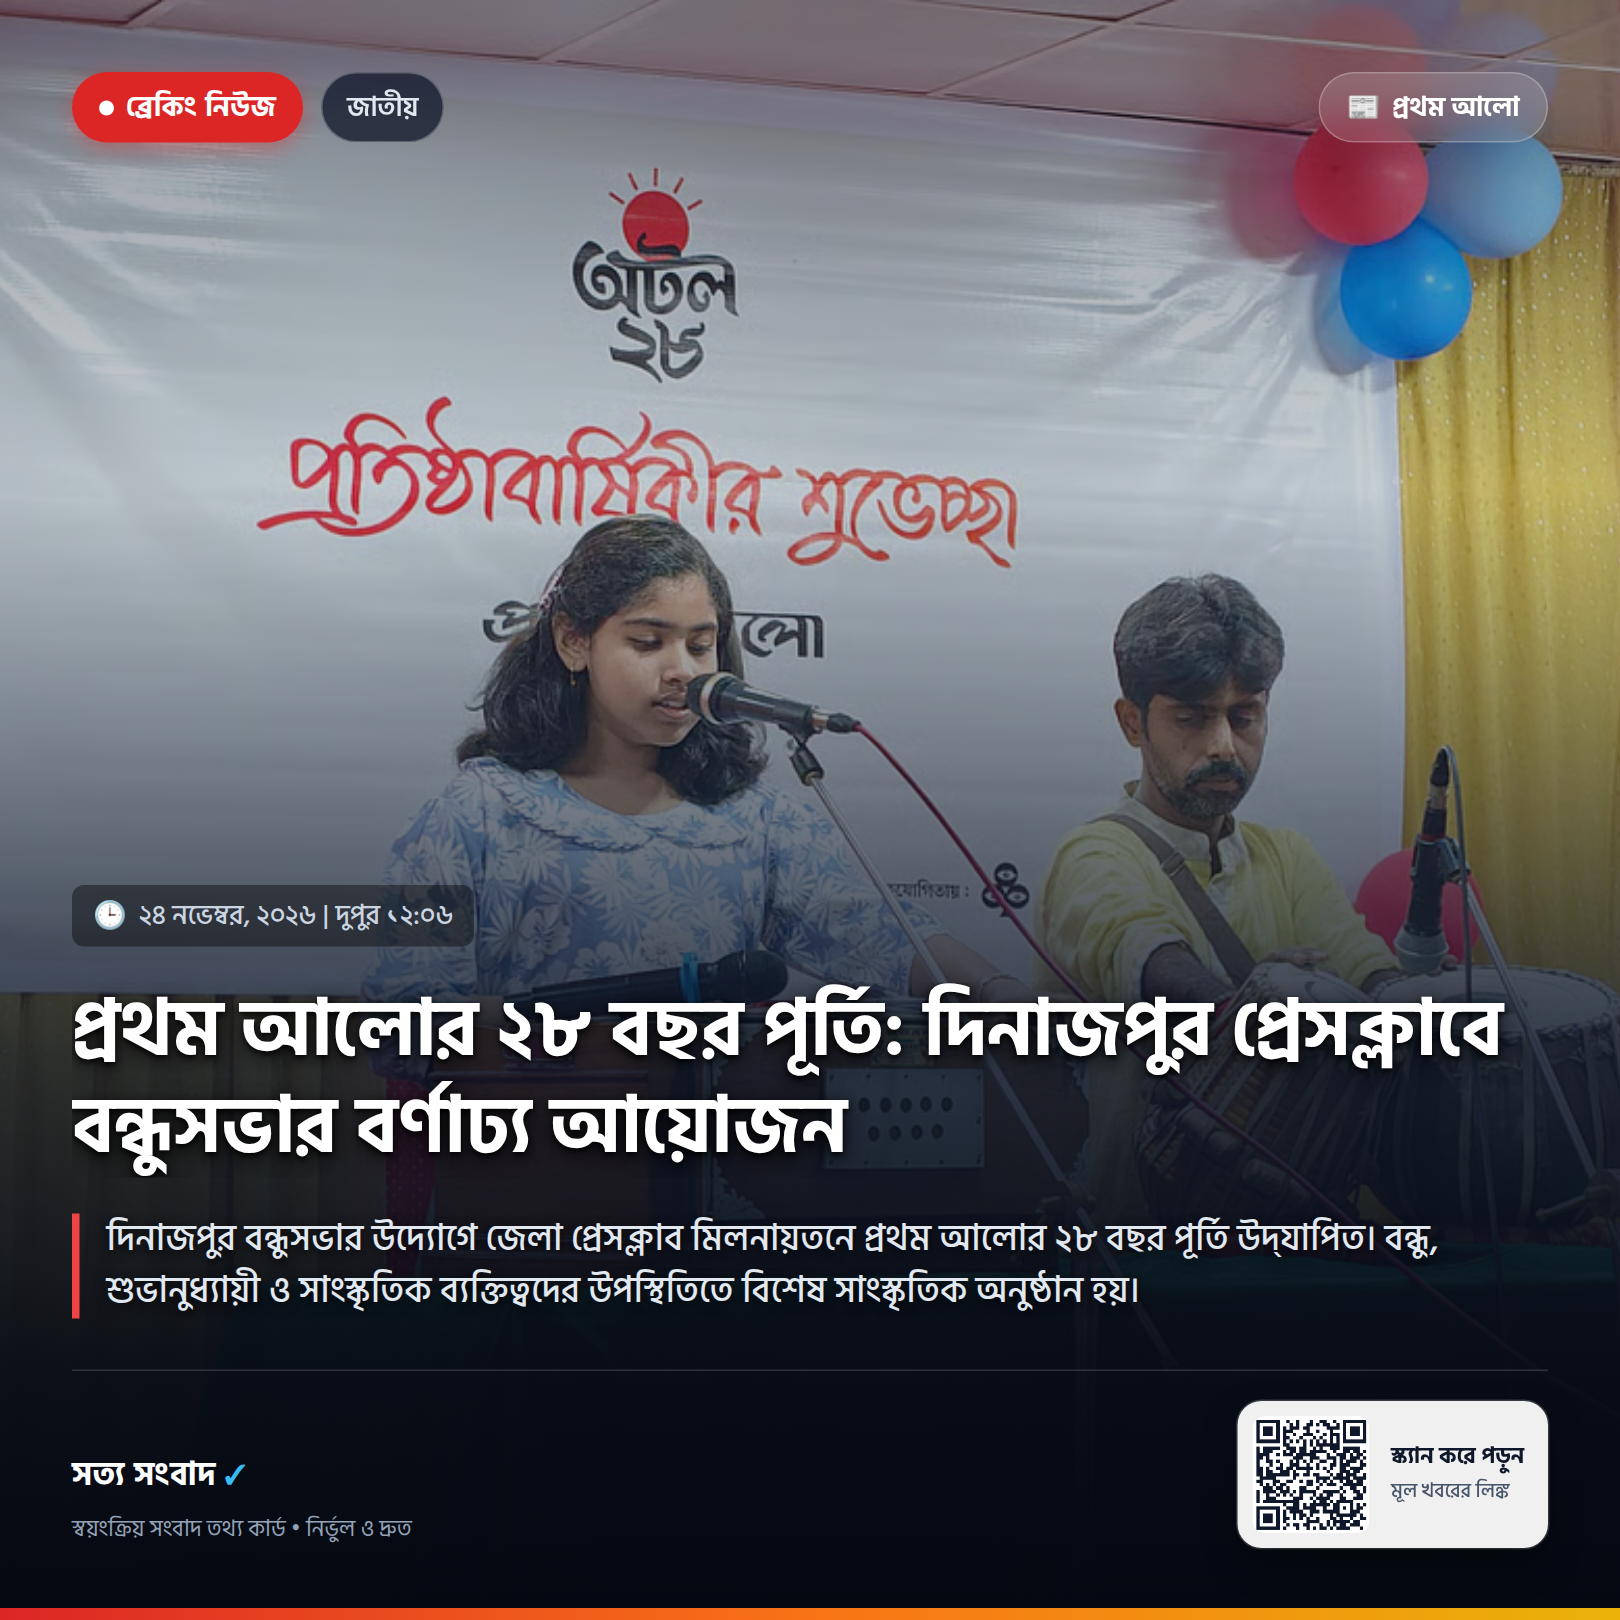 ব্রেকিং নিউজ
জাতীয়
প্রথম আলো
অটল
২৮
প্রতিষ্ঠাবার্ষিকীর শুভেচ্ছা
২৪ নভেম্বর, ২০২৬ | দুপুর ১২:০৬
প্রথম আলোর ২৮ বছর পূর্তি: দিনাজপুর প্রেসক্লাবে
বন্ধুসভার বর্ণাঢ্য আয়োজন
দিনাজপুর বন্ধুসভার উদ্যোগে জেলা প্রেসক্লাব মিলনায়তনে প্রথম আলোর ২৮ বছর পূর্তি উদ্‌যাপিত। বন্ধু,
শুভানুধ্যায়ী ও সাংস্কৃতিক ব্যক্তিত্বদের উপস্থিতিতে বিশেষ সাংস্কৃতিক অনুষ্ঠান হয়।
সত্য সংবাদ ✓
স্বয়ংক্রিয় সংবাদ তথ্য কার্ড • নির্ভুল ও দ্রুত
স্ক্যান করে পড়ুন
মূল খবরের লিঙ্ক